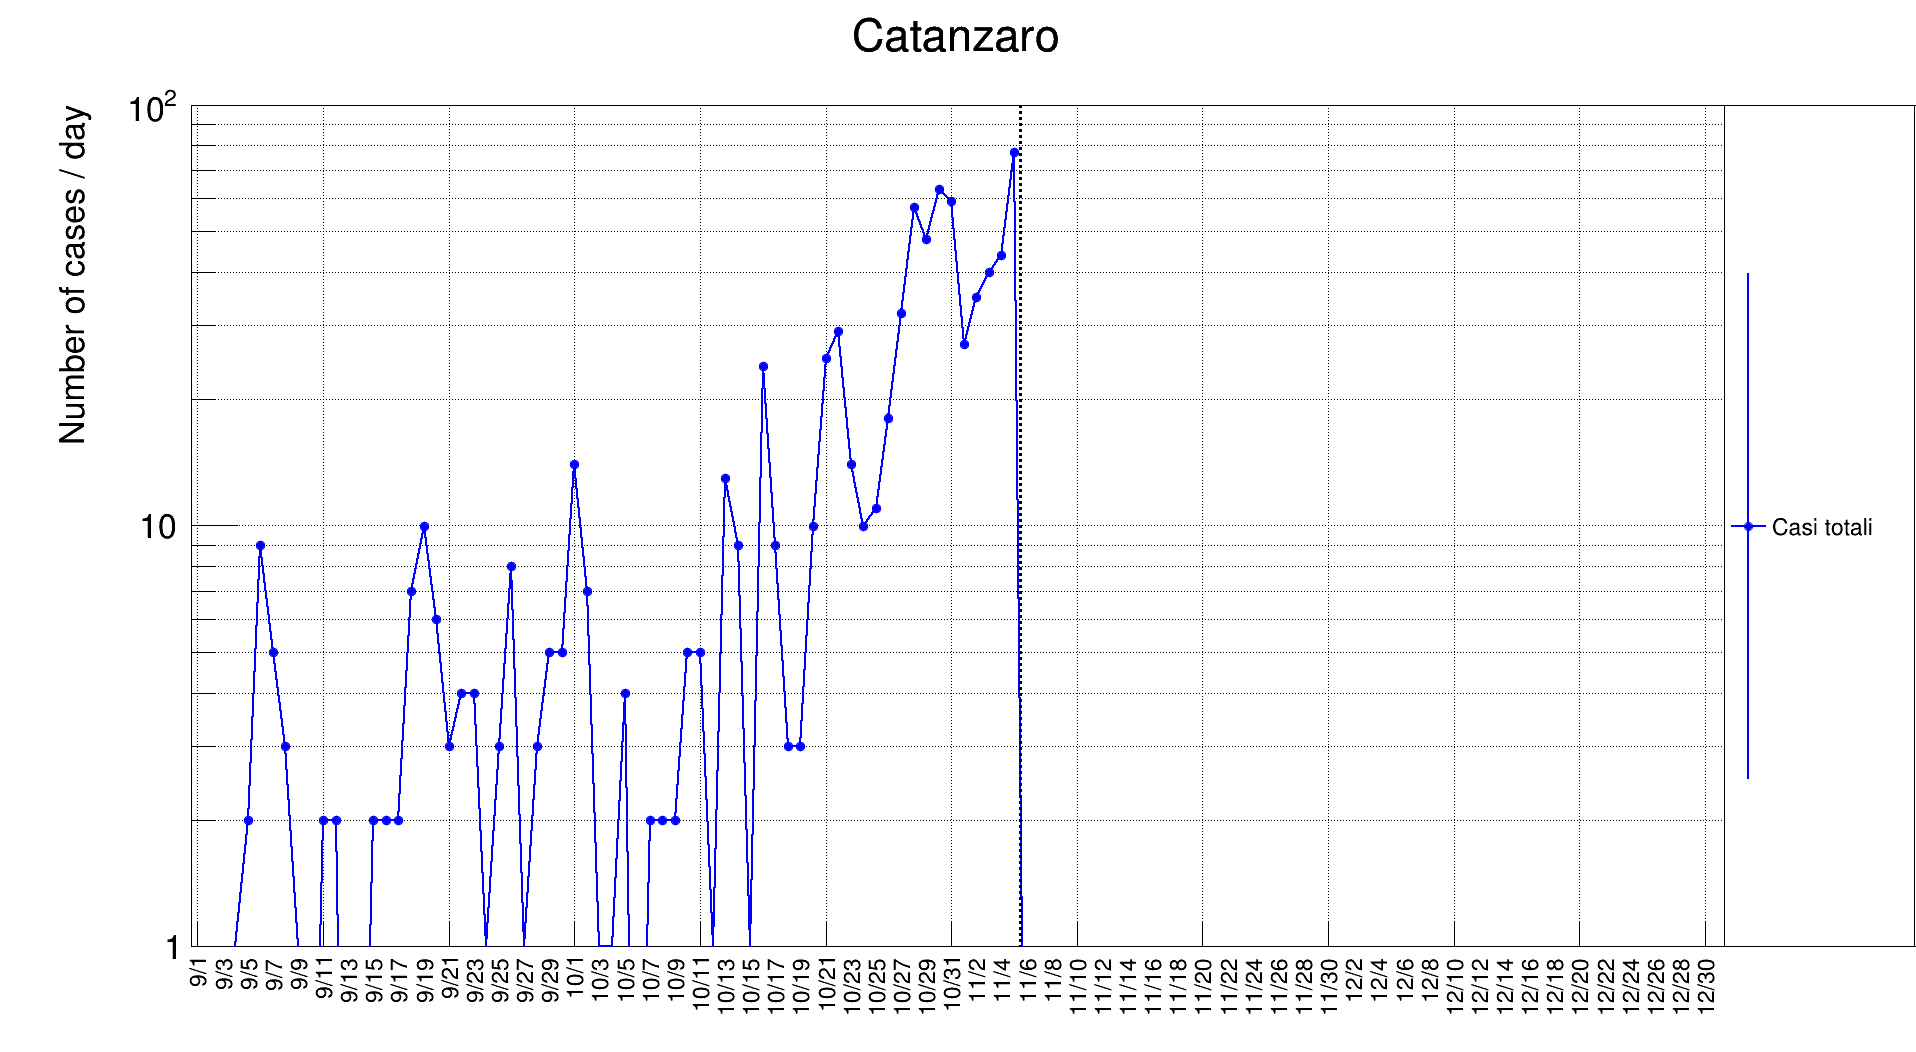 Catanzaro
Number of cases / day
10²
10
1
9/1 9/3 9/5 9/7 9/9 9/11 9/13 9/15 9/17 9/19 9/21 9/23 9/25 9/27 9/29 10/1 10/3 10/5 10/7 10/9 10/11 10/13 10/15 10/17 10/19 10/21 10/23 10/25 10/27 10/29 10/31 11/2 11/4 11/6 11/8 11/10 11/12 11/14 11/16 11/18 11/20 11/22 11/24 11/26 11/28 11/30 12/2 12/4 12/6 12/8 12/10 12/12 12/14 12/16 12/18 12/20 12/22 12/24 12/26 12/28 12/30
Casi totali